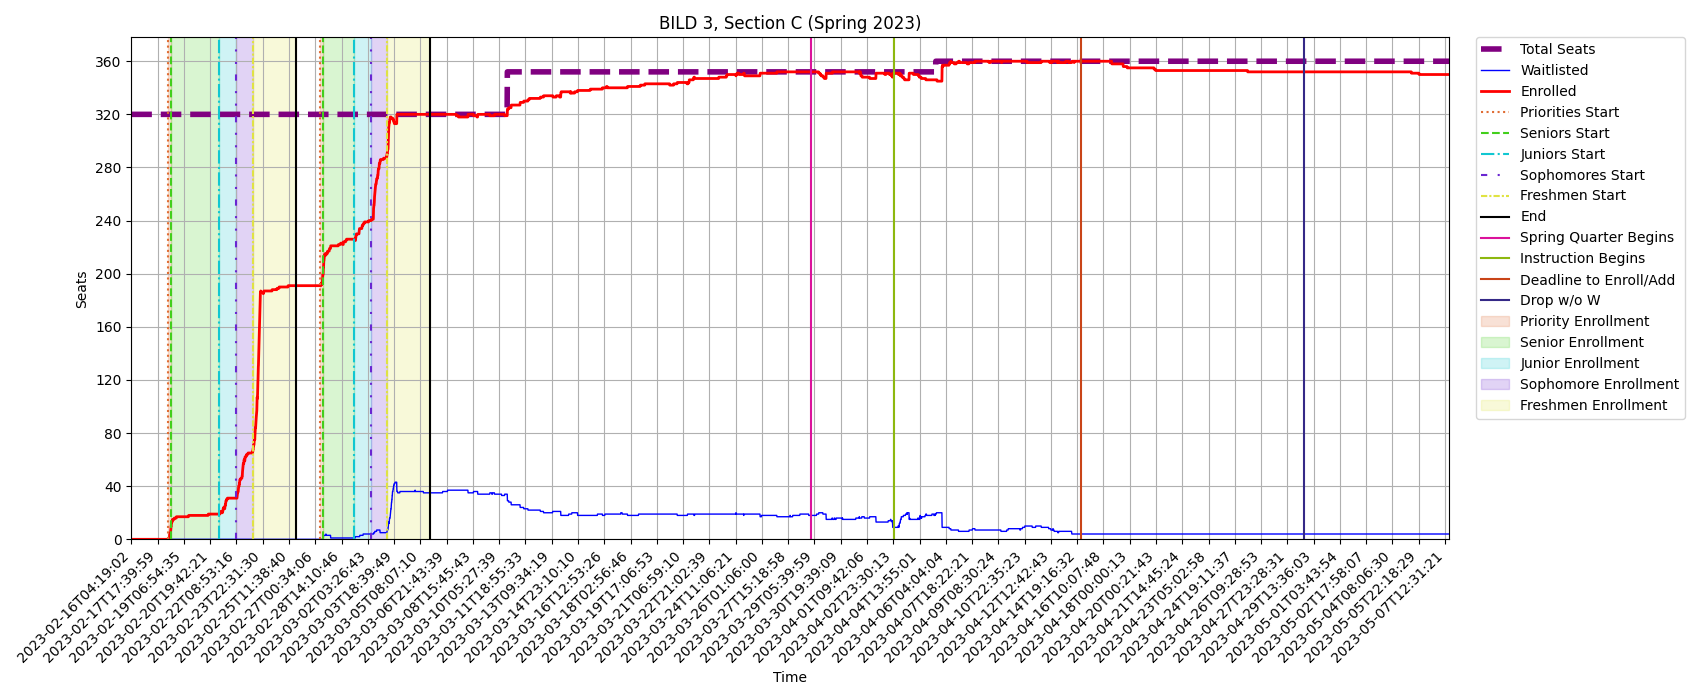 BILD 3, Section C (Spring 2023)
Seats
360
320
280
240
200
160
120
80
40
0
2023-02-16T04:19:02
2023-02-17T17:39:59
2023-02-19T06:54:35
2023-02-20T19:42:21
2023-02-22T08:53:16
2023-02-23T22:31:30
2023-02-25T11:38:40
2023-02-27T00:34:06
2023-02-28T14:10:46
2023-03-02T03:26:43
2023-03-03T18:39:49
2023-03-05T08:07:10
2023-03-06T21:43:39
2023-03-08T15:45:43
2023-03-10T05:27:39
2023-03-11T18:55:33
2023-03-13T09:34:19
2023-03-14T23:10:10
2023-03-16T12:53:26
2023-03-18T02:56:46
2023-03-19T17:06:53
2023-03-21T06:59:10
2023-03-22T21:02:39
2023-03-24T11:06:21
2023-03-26T01:06:00
2023-03-27T15:18:58
2023-03-29T05:39:59
2023-03-30T19:39:09
2023-04-01T09:42:06
2023-04-02T23:30:13
2023-04-04T13:55:01
2023-04-06T04:04:04
2023-04-07T18:22:21
2023-04-09T08:30:24
2023-04-10T22:35:23
2023-04-12T12:42:43
2023-04-14T19:16:32
2023-04-16T10:07:48
2023-04-18T00:00:13
2023-04-20T00:21:43
2023-04-21T14:45:24
2023-04-23T05:02:58
2023-04-24T19:11:37
2023-04-26T09:28:53
2023-04-27T23:28:31
2023-04-29T13:36:03
2023-05-01T03:43:54
2023-05-02T17:58:07
2023-05-04T08:06:30
2023-05-05T22:18:29
2023-05-07T12:31:21
Time
Total Seats
Waitlisted
Enrolled
Priorities Start
Seniors Start
Juniors Start
Sophomores Start
Freshmen Start
End
Spring Quarter Begins
Instruction Begins
Deadline to Enroll/Add
Drop w/o W
Priority Enrollment
Senior Enrollment
Junior Enrollment
Sophomore Enrollment
Freshmen Enrollment